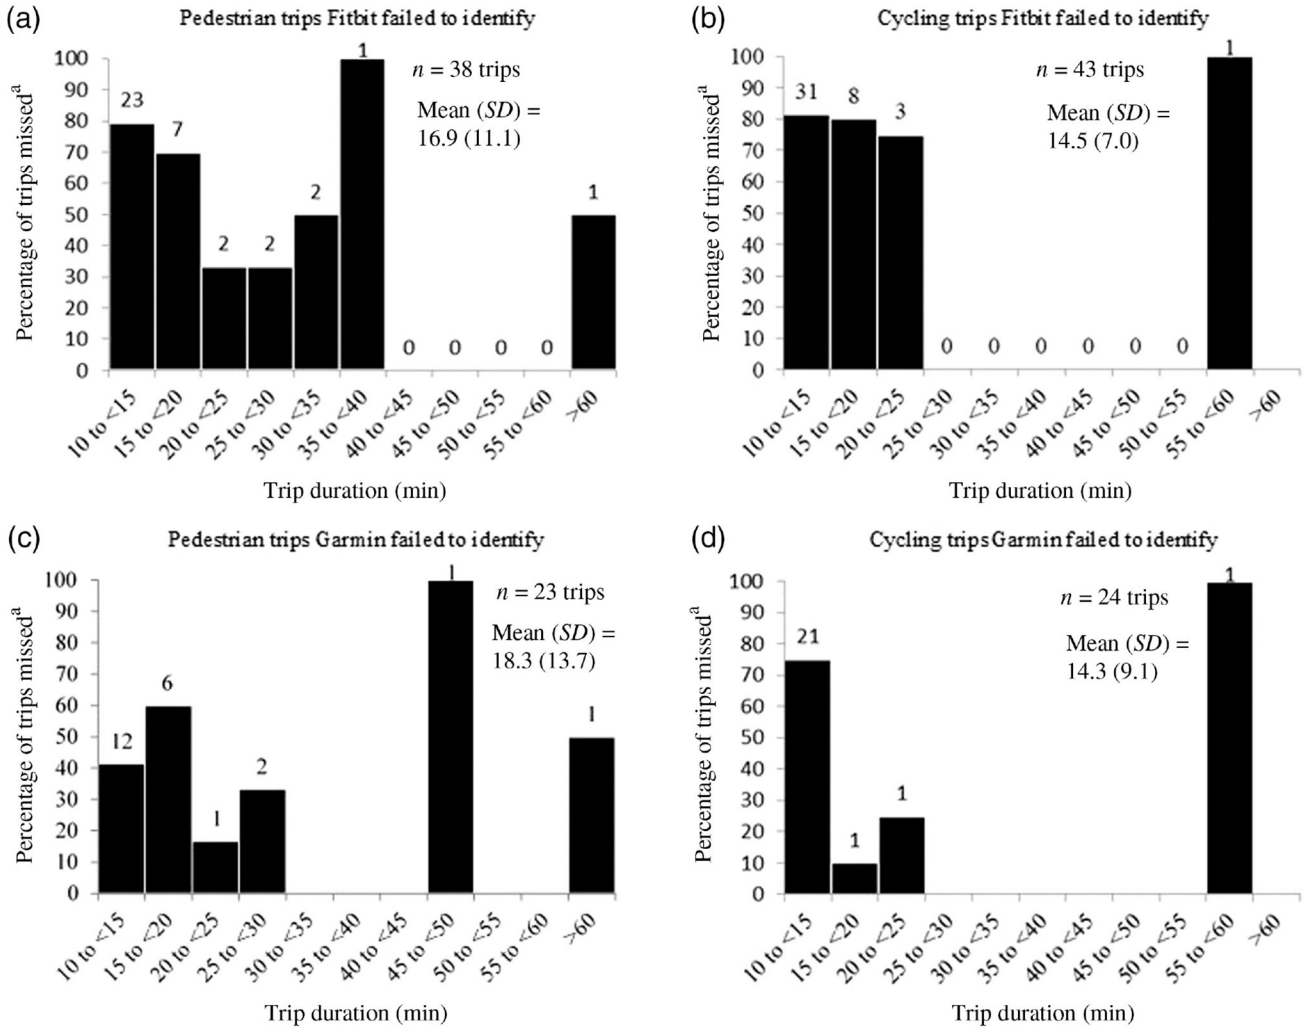 (a)
Pedestrian trips Fitbit failed to identify
Percentage of trips missedᵃ
100
90
80
70
60
50
40
30
20
10
0
23
7
2
2
2
1
0
0
0
0
1
n = 38 trips
Mean (SD) =
16.9 (11.1)
10 to <15
15 to <20
20 to <25
25 to <30
30 to <35
35 to <40
40 to <45
45 to <50
50 to <55
55 to <60
>60
Trip duration (min)
(b)
Cycling trips Fitbit failed to identify
Percentage of trips missedᵃ
100
90
80
70
60
50
40
30
20
10
0
31
8
3
0
0
0
0
0
0
1
n = 43 trips
Mean (SD) =
14.5 (7.0)
10 to <15
15 to <20
20 to <25
25 to <30
30 to <35
35 to <40
40 to <45
45 to <50
50 to <55
55 to <60
>60
Trip duration (min)
(c)
Pedestrian trips Garmin failed to identify
Percentage of trips missedᵃ
100
90
80
70
60
50
40
30
20
10
0
12
6
1
2
1
1
n = 23 trips
Mean (SD) =
18.3 (13.7)
10 to <15
15 to <20
20 to <25
25 to <30
30 to <35
35 to <40
40 to <45
45 to <50
50 to <55
55 to <60
>60
Trip duration (min)
(d)
Cycling trips Garmin failed to identify
Percentage of trips missedᵃ
100
90
80
70
60
50
40
30
20
10
0
21
1
1
1
n = 24 trips
Mean (SD) =
14.3 (9.1)
10 to <15
15 to <20
20 to <25
25 to <30
30 to <35
35 to <40
40 to <45
45 to <50
50 to <55
55 to <60
>60
Trip duration (min)